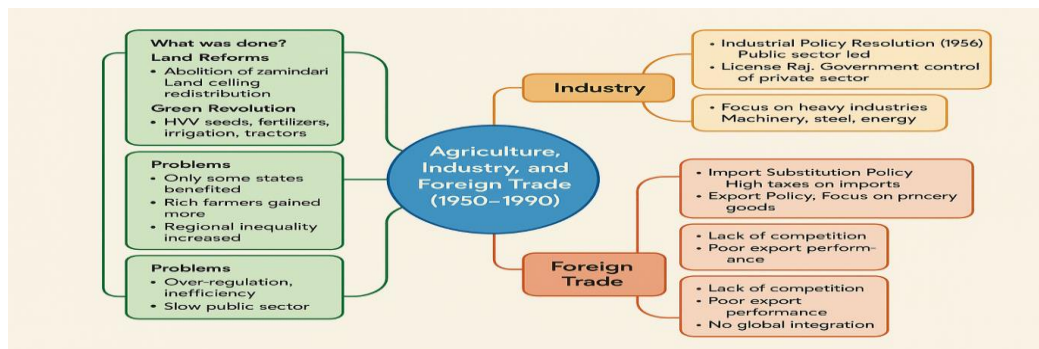 What was done?
Land Reforms
• Abolition of zamindari
Land celling
redistribution
Green Revolution
• HVV seeds, fertilizers,
irrigation, tractors
Problems
• Only some states
benefited
• Rich farmers gained
more
• Regional inequality
increased
Problems
• Over-regulation,
inefficiency
• Slow public sector
Agriculture,
Industry, and
Foreign Trade
(1950–1990)
Industry
• Industrial Policy Resolution (1956)
Public sector led
• License Raj. Government control
of private sector
• Focus on heavy industries
Machinery, steel, energy
Foreign
Trade
• Import Substitution Policy
High taxes on imports
• Export Policy, Focus on prncery
goods
• Lack of competition
• Poor export perform-
ance
• Lack of competition
• Poor export
performance
• No global integration